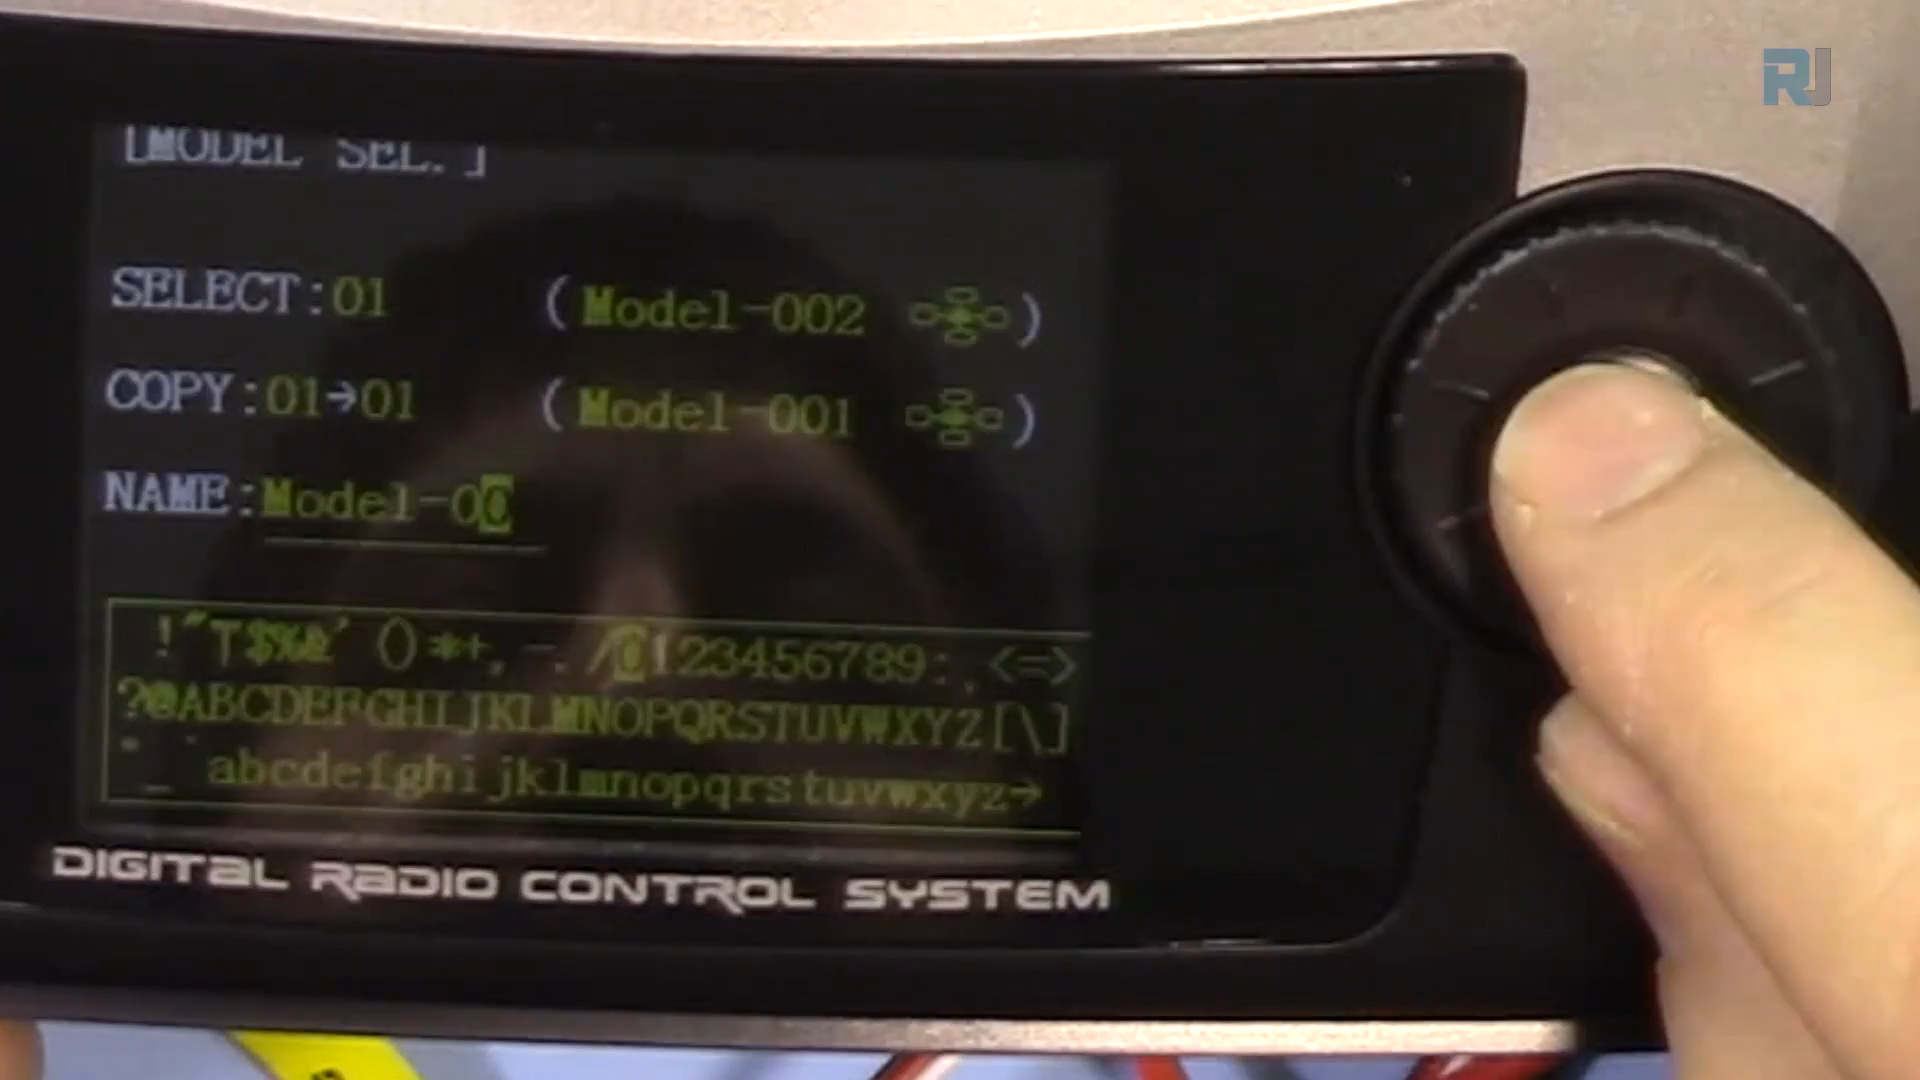 RJ
[MODEL SEL.]
SELECT:01 (Model-002)
COPY:01→01 (Model-001)
NAME:Model-00
!"T$%&' ()*+,-./0123456789:;<=>
?@ABCDEFGHIJKLMNOPQRSTUVWXYZ[\]
^_`abcdefghijklmnopqrstuvwxyz→
DIGITAL RADIO CONTROL SYSTEM